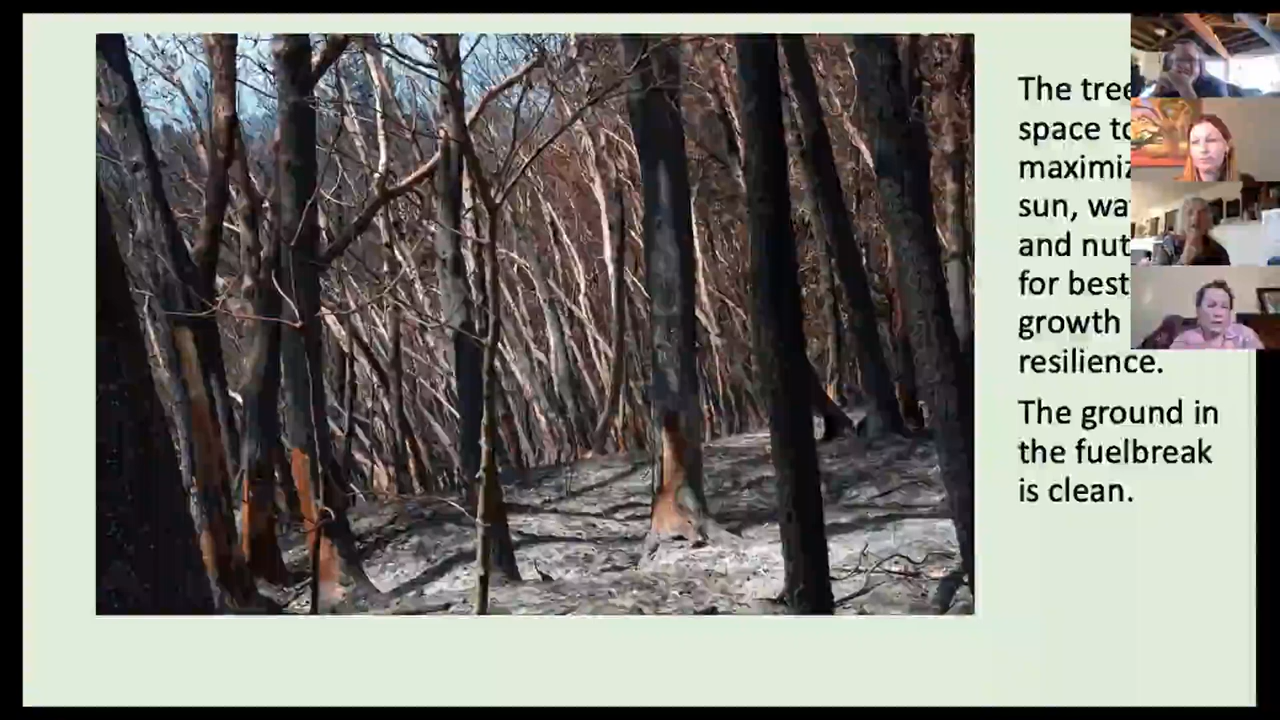 The tree
space to
maximiz
sun, wa
and nut
for best
growth
resilience.
The ground in
the fuelbreak
is clean.